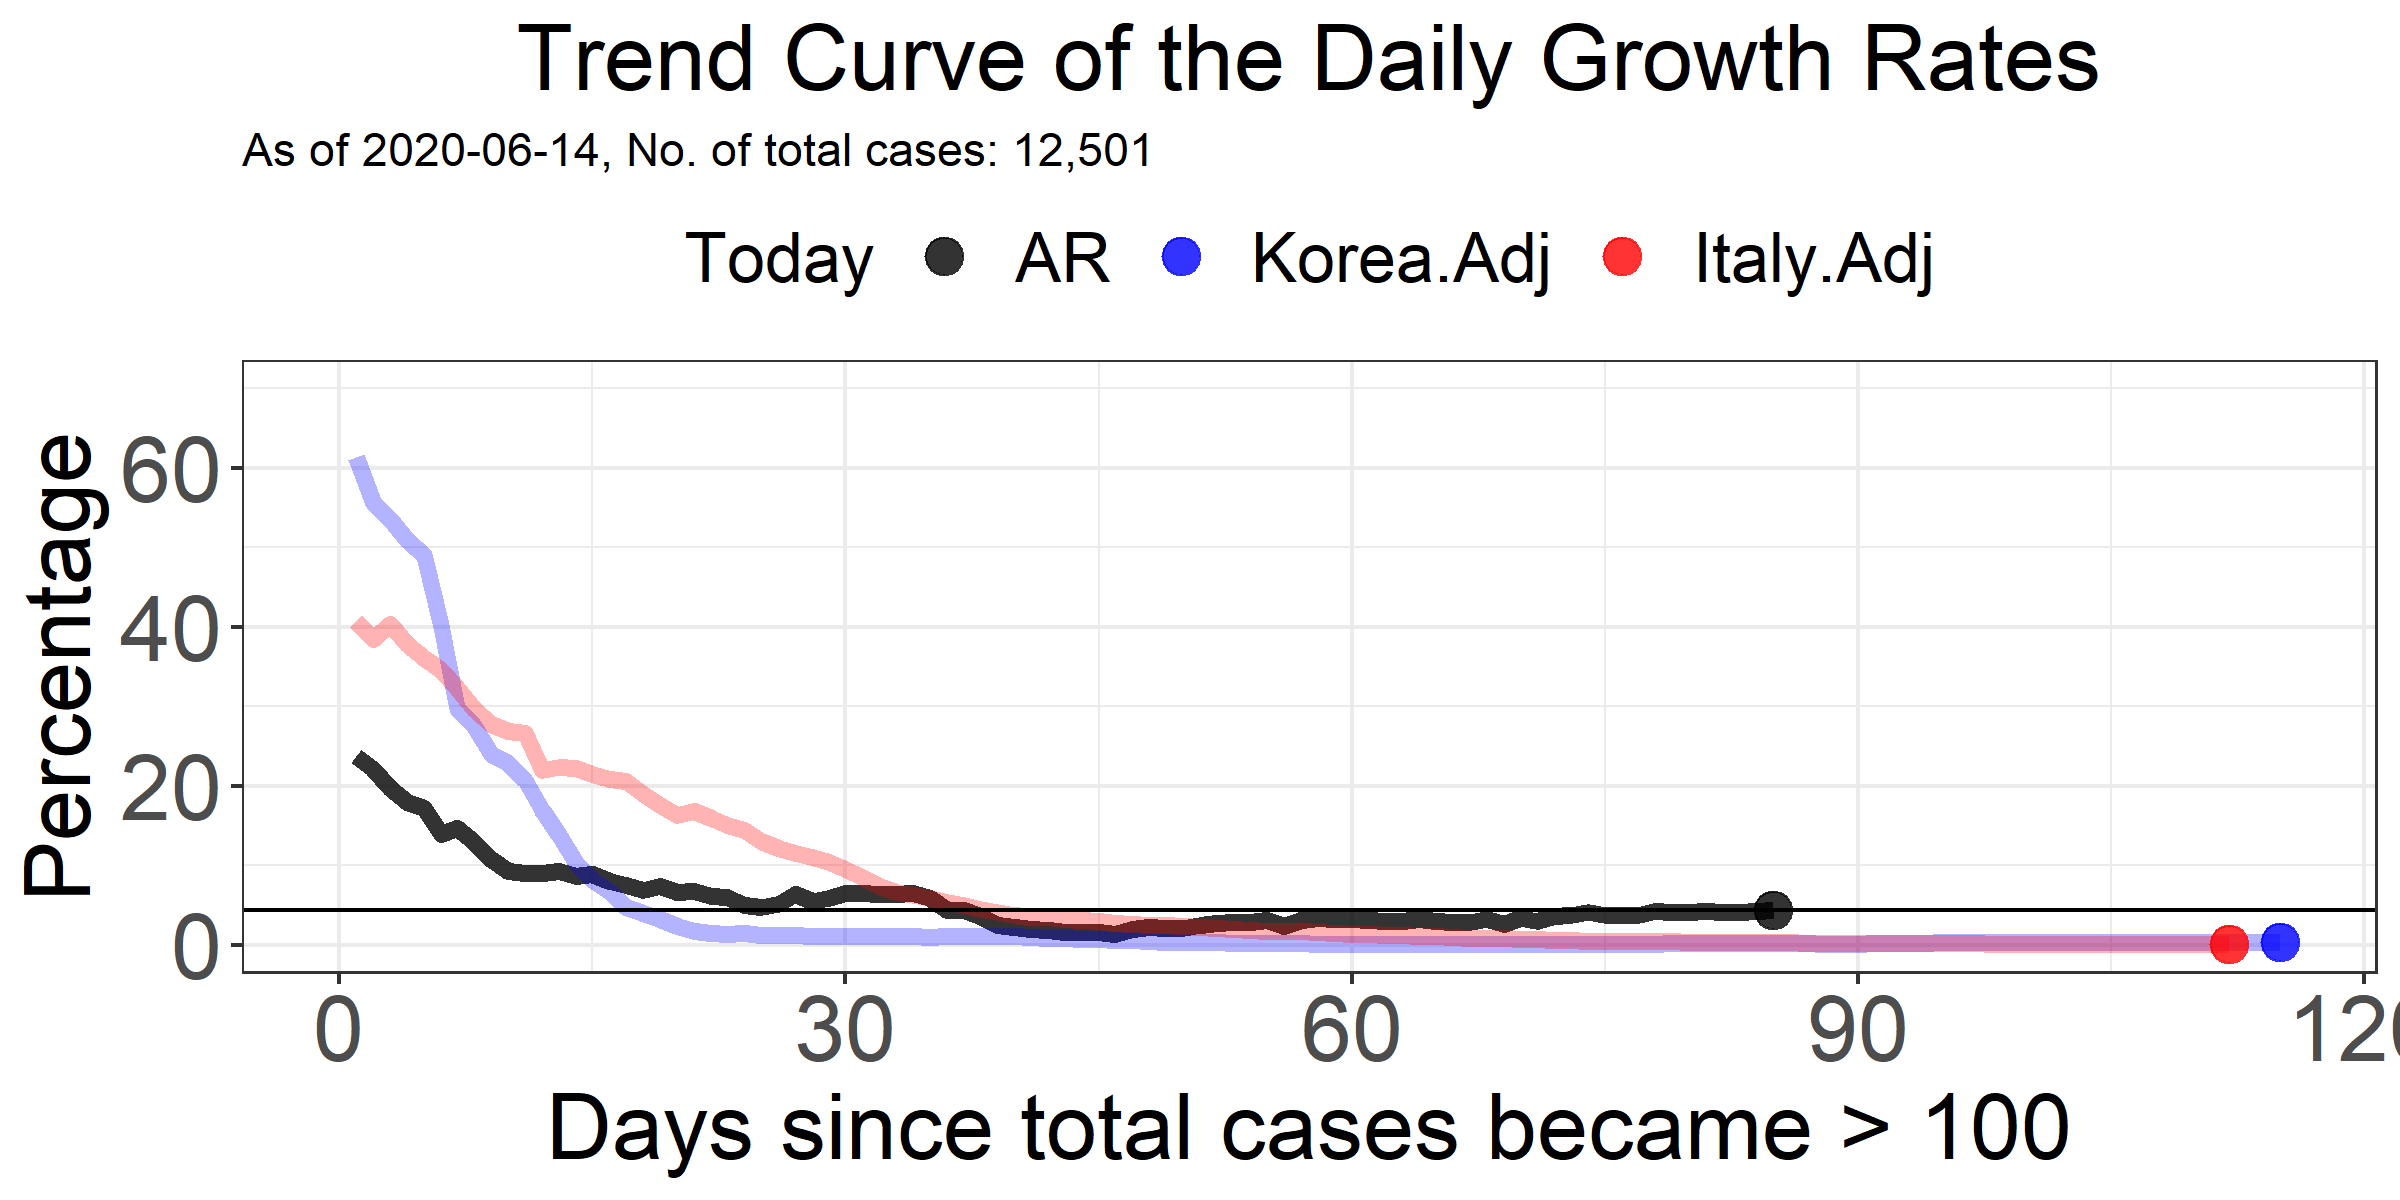 Trend Curve of the Daily Growth Rates
As of 2020-06-14, No. of total cases: 12,501
Today AR Korea.Adj Italy.Adj
Percentage
60
40
20
0
0 30 60 90 120
Days since total cases became > 100